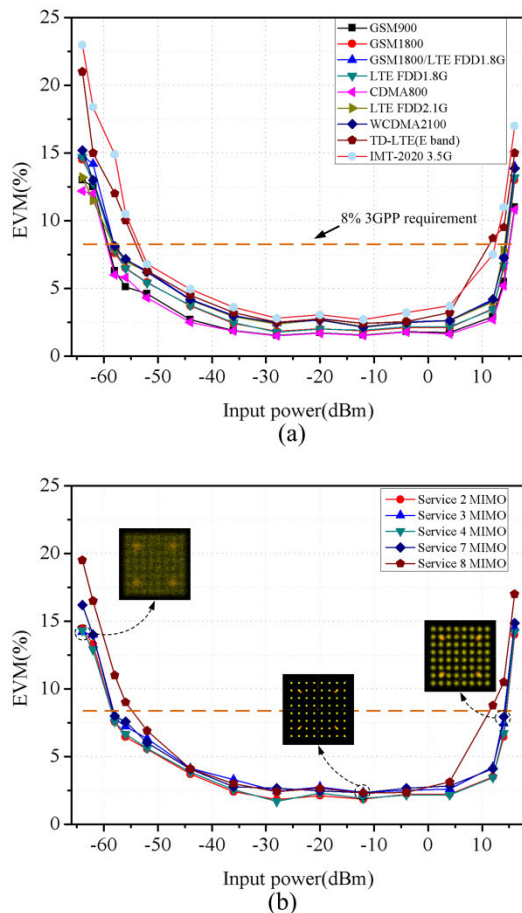 (a)
25
20
15
10
5
0
EVM(%)
GSM900
GSM1800
GSM1800/LTE FDD1.8G
LTE FDD1.8G
CDMA800
LTE FDD2.1G
WCDMA2100
TD-LTE(E band)
IMT-2020 3.5G
8% 3GPP requirement
-60 -50 -40 -30 -20 -10 0 10
Input power(dBm)
(a)
25
20
15
10
5
0
EVM(%)
Service 2 MIMO
Service 3 MIMO
Service 4 MIMO
Service 7 MIMO
Service 8 MIMO
-60 -50 -40 -30 -20 -10 0 10
Input power(dBm)
(b)